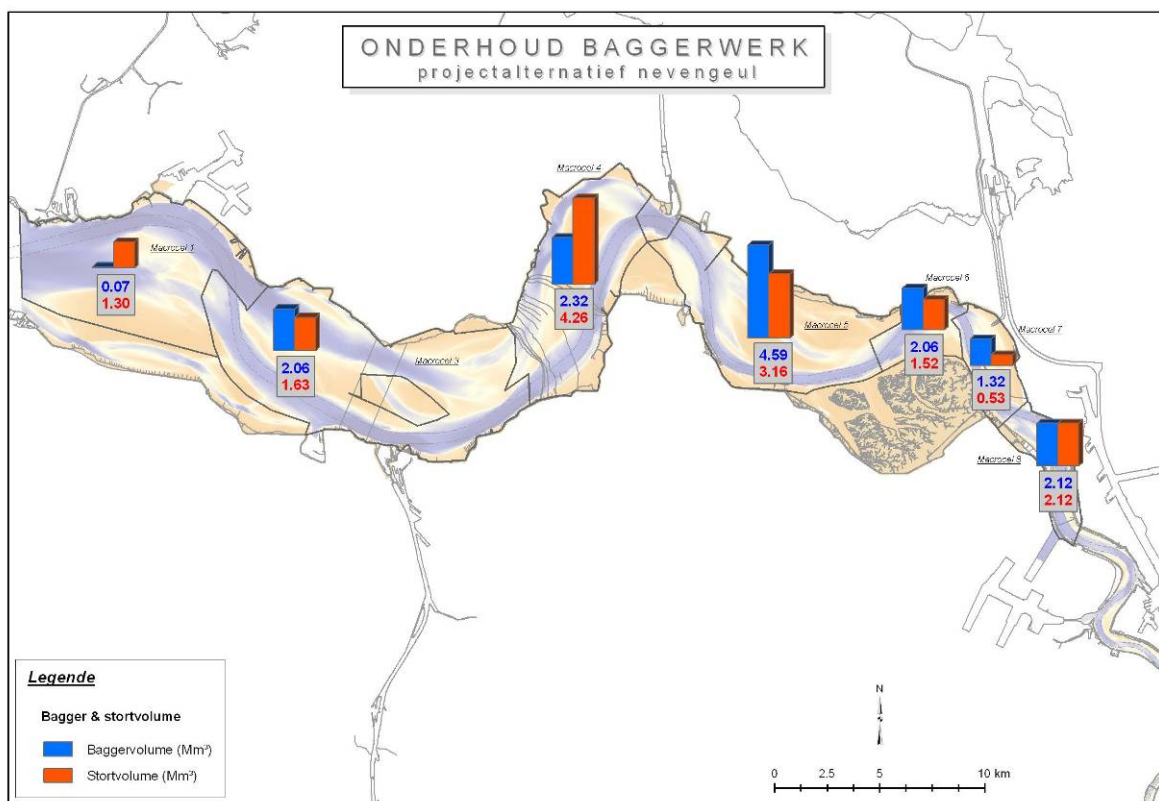 ONDERHOUD BAGGERWERK
projectalternatief nevengeul
Macrocel 4
Macrocel 1
0.07
1.30
2.06
1.63
Macrocel 3
2.32
4.26
4.59
3.16
Macrocel 5
Macrocel 6
2.06
1.52
Macrocel 7
1.32
0.53
Macrocel 8
2.12
2.12
Legende
Bagger & stortvolume
Baggervolume (Mm³)
Stortvolume (Mm³)
N
0 2.5 5 10 km